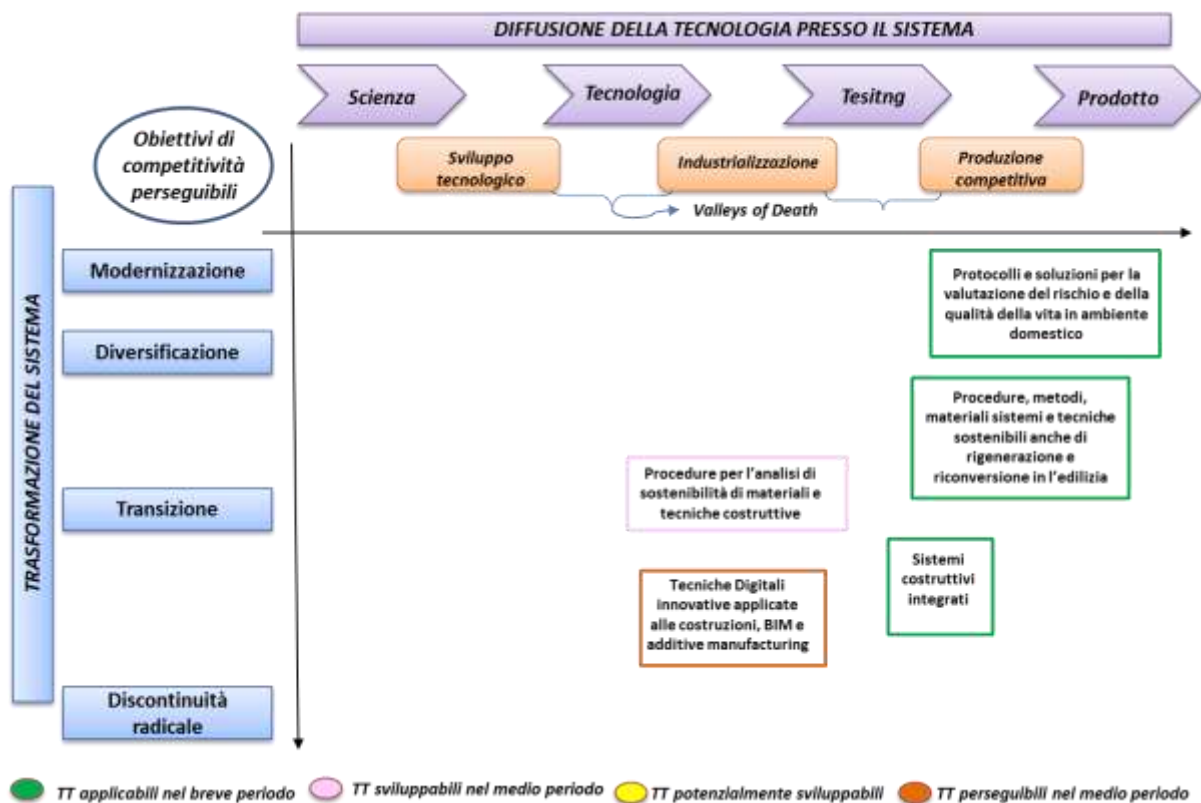 DIFFUSIONE DELLA TECNOLOGIA PRESSO IL SISTEMA
Scienza
Tecnologia
Tesitng
Prodotto
Obiettivi di
competitività
perseguibili
Sviluppo
tecnologico
Industrializzazione
Produzione
competitiva
Valleys of Death
TRASFORMAZIONE DEL SISTEMA
Modernizzazione
Protocolli e soluzioni per la
valutazione del rischio e della
qualità della vita in ambiente
domestico
Diversificazione
Procedure, metodi,
materiali sistemi e tecniche
sostenibili anche di
rigenerazione e
riconversione in l'edilizia
Procedure per l'analisi di
sostenibilità di materiali e
tecniche costruttive
Transizione
Sistemi
costruttivi
integrati
Tecniche Digitali
innovative applicate
alle costruzioni, BIM e
additive manufacturing
Discontinuità
radicale
TT applicabili nel breve periodo
TT sviluppabili nel medio periodo
TT potenzialmente sviluppabili
TT perseguibili nel medio periodo